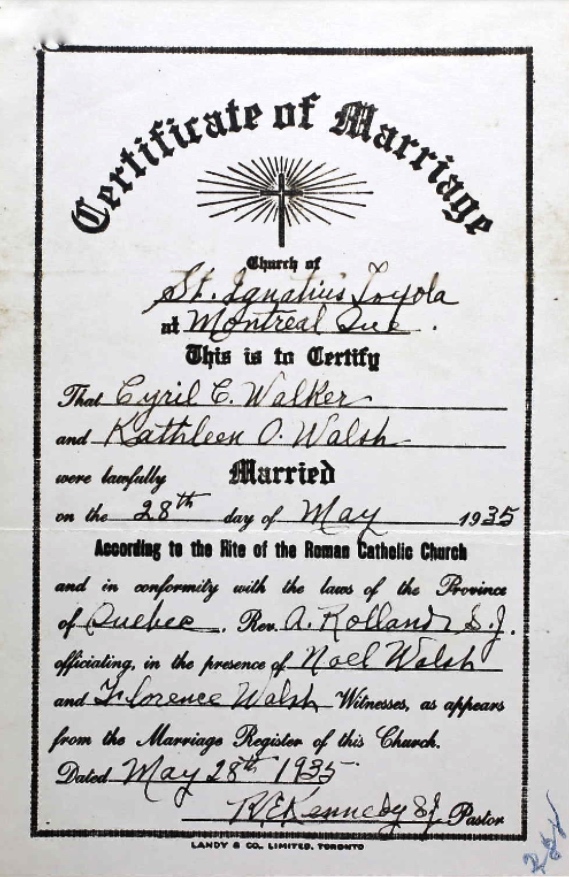 Certificate of Marriage
Church of
St. Ignatius Loyola
at Montreal Que.
This is to Certify
That Cyril C. Walker
and Kathleen O. Walsh
were lawfully Married
on the 28th day of May 1935
According to the Rite of the Roman Catholic Church
and in conformity with the laws of the Province
of Quebec. Rev. A. Rolland S.J.
officiating, in the presence of Noel Walsh
and Florence Walsh Witnesses, as appears
from the Marriage Register of this Church.
Dated May 28th 1935
R.E. Kennedy SJ Pastor
LANDY & CO., LIMITED, TORONTO